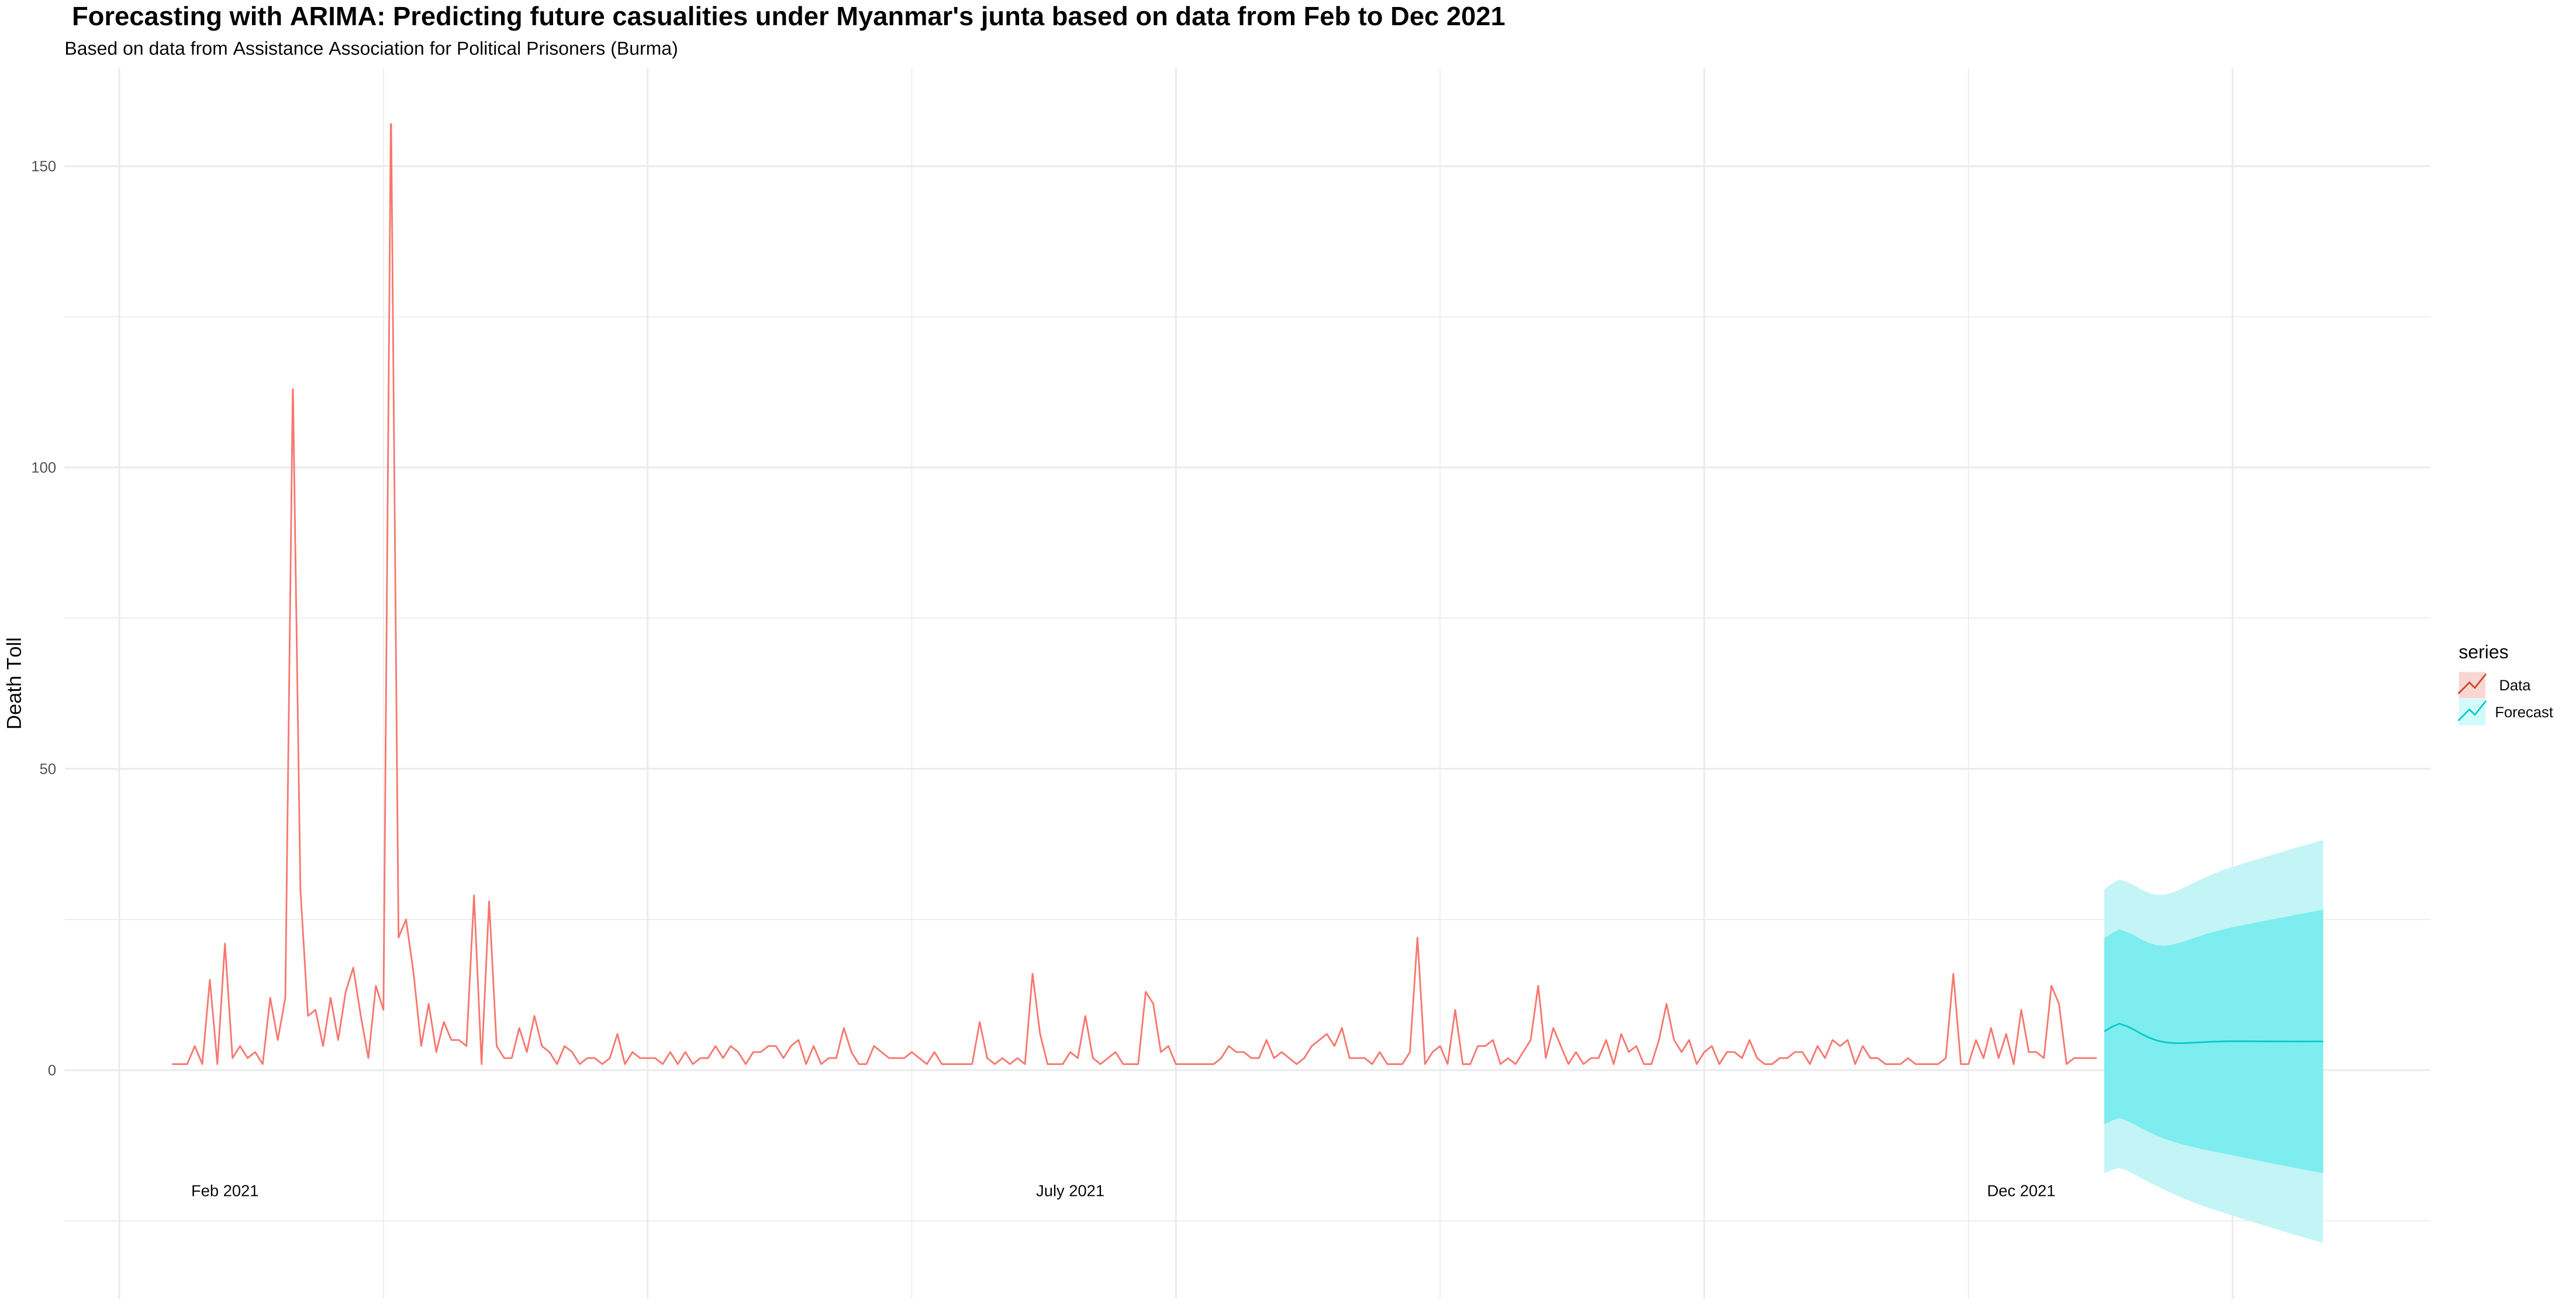 Forecasting with ARIMA: Predicting future casualities under Myanmar's junta based on data from Feb to Dec 2021
Based on data from Assistance Association for Political Prisoners (Burma)
150
100
50
0
Death Toll
Feb 2021
July 2021
Dec 2021
series
Data
Forecast